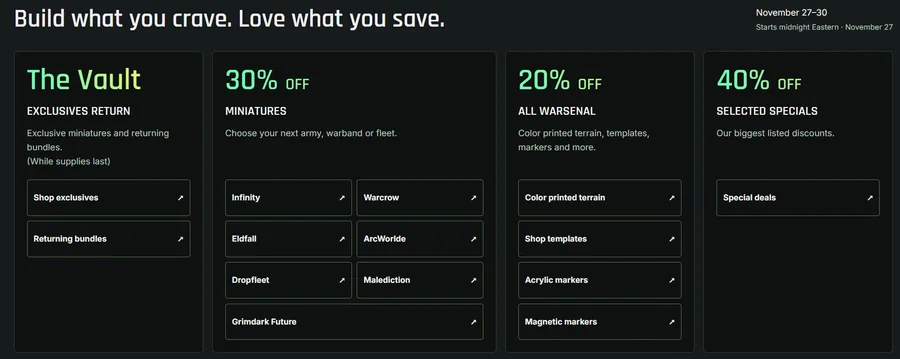 Build what you crave. Love what you save.
November 27–30
Starts midnight Eastern · November 27
The Vault
EXCLUSIVES RETURN
Exclusive miniatures and returning
bundles.
(While supplies last)
Shop exclusives ↗
Returning bundles ↗
30% OFF
MINIATURES
Choose your next army, warband or fleet.
Infinity ↗
Warcrow ↗
Eldfall ↗
ArcWorlde ↗
Dropfleet ↗
Malediction ↗
Grimdark Future ↗
20% OFF
ALL WARSENAL
Color printed terrain, templates,
markers and more.
Color printed terrain ↗
Shop templates ↗
Acrylic markers ↗
Magnetic markers ↗
40% OFF
SELECTED SPECIALS
Our biggest listed discounts.
Special deals ↗